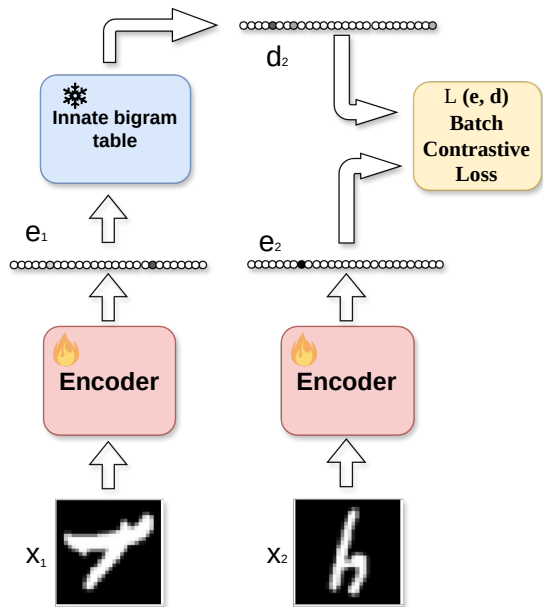 d₂
L (e, d)
Batch
Contrastive
Loss
Innate bigram
table
e₁
e₂
Encoder
Encoder
x₁
x₂
h